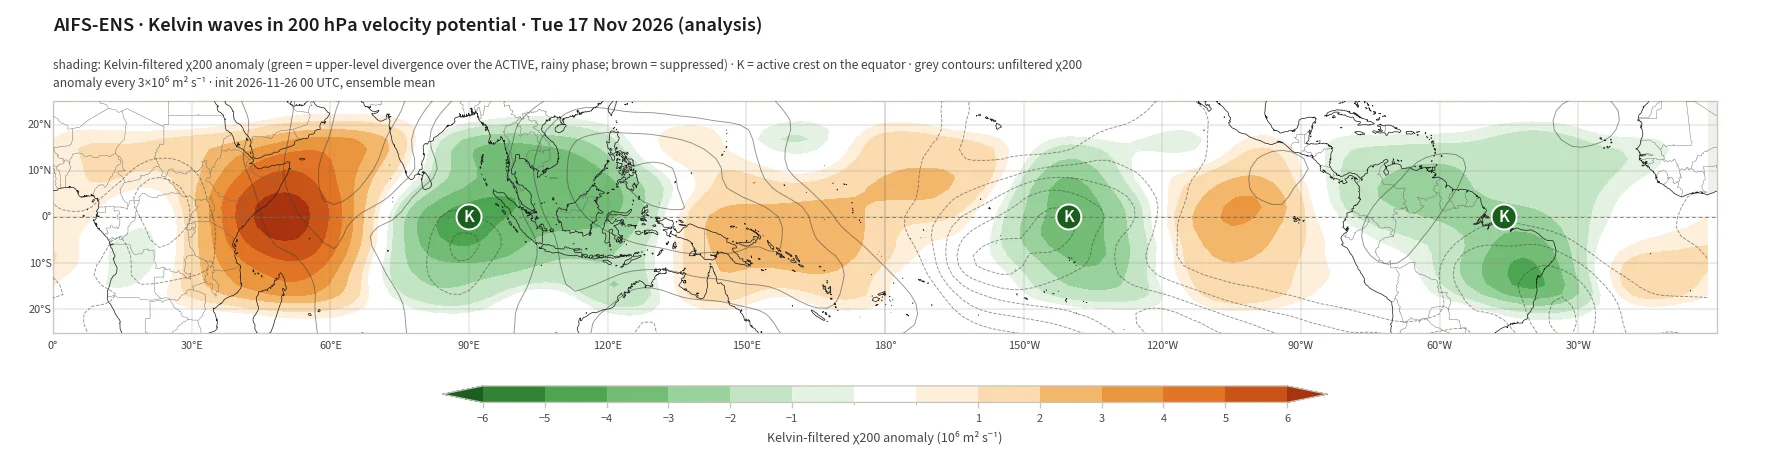 AIFS-ENS · Kelvin waves in 200 hPa velocity potential · Tue 17 Nov 2026 (analysis)
shading: Kelvin-filtered χ200 anomaly (green = upper-level divergence over the ACTIVE, rainy phase; brown = suppressed) · K = active crest on the equator · grey contours: unfiltered χ200
anomaly every 3×10⁶ m² s⁻¹ · init 2026-11-26 00 UTC, ensemble mean
20°N
10°N
0°
10°S
20°S
K
K
K
0° 30°E 60°E 90°E 120°E 150°E 180° 150°W 120°W 90°W 60°W 30°W
−6 −5 −4 −3 −2 −1 1 2 3 4 5 6
Kelvin-filtered χ200 anomaly (10⁶ m² s⁻¹)